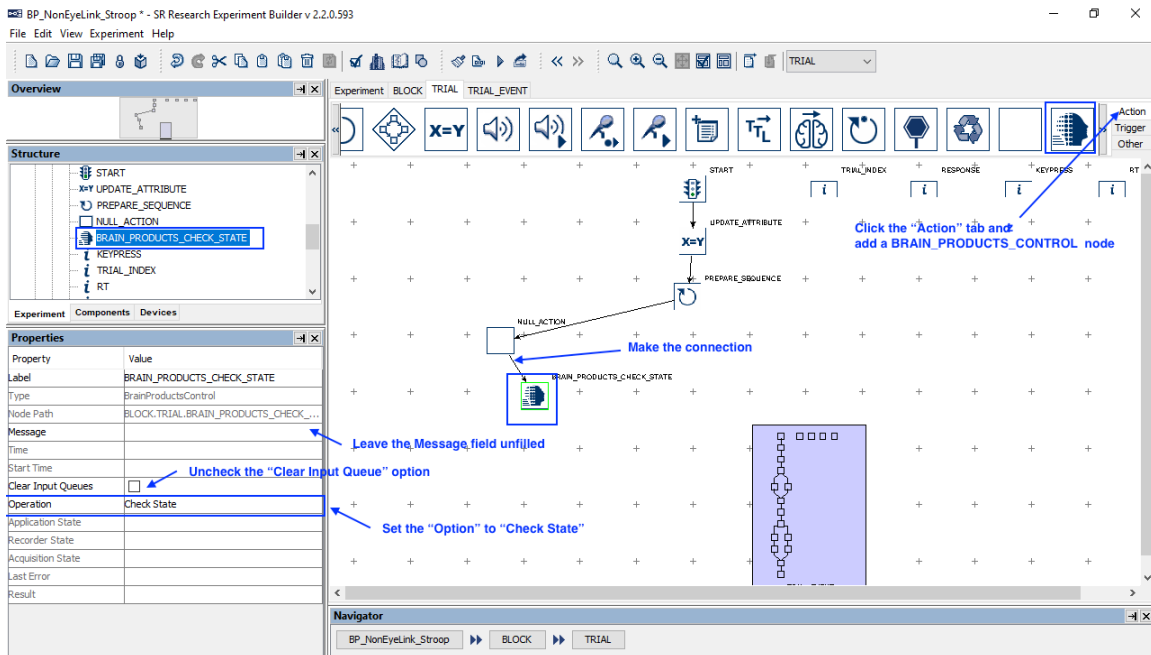 BP_NonEyeLink_Stroop * - SR Research Experiment Builder v 2.2.0.593
File Edit View Experiment Help
TRIAL
Overview
Structure
START
X=Y UPDATE_ATTRIBUTE
PREPARE_SEQUENCE
NULL_ACTION
BRAIN_PRODUCTS_CHECK_STATE
i KEYPRESS
i TRIAL_INDEX
i RT
Experiment Components Devices
Properties
Property Value
Label BRAIN_PRODUCTS_CHECK_STATE
Type BrainProductsControl
Node Path BLOCK.TRIAL.BRAIN_PRODUCTS_CHECK_...
Message
Time
Start Time
Clear Input Queues
Operation Check State
Application State
Recorder State
Acquisition State
Last Error
Result
Experiment BLOCK TRIAL TRIAL_EVENT
X=Y TTL
Action
Trigger
Other
START
TRIAL_INDEX
RESPONSE
KEYPRESS
RT
i i i i
UPDATE_ATTRIBUTE
X=Y
PREPARE_SEQUENCE
NULL_ACTION
BRAIN_PRODUCTS_CHECK_STATE
Click the "Action" tab and
add a BRAIN_PRODUCTS_CONTROL node
Make the connection
Leave the Message field unfilled
Uncheck the "Clear Input Queue" option
Set the "Option" to "Check State"
Navigator
BP_NonEyeLink_Stroop BLOCK TRIAL